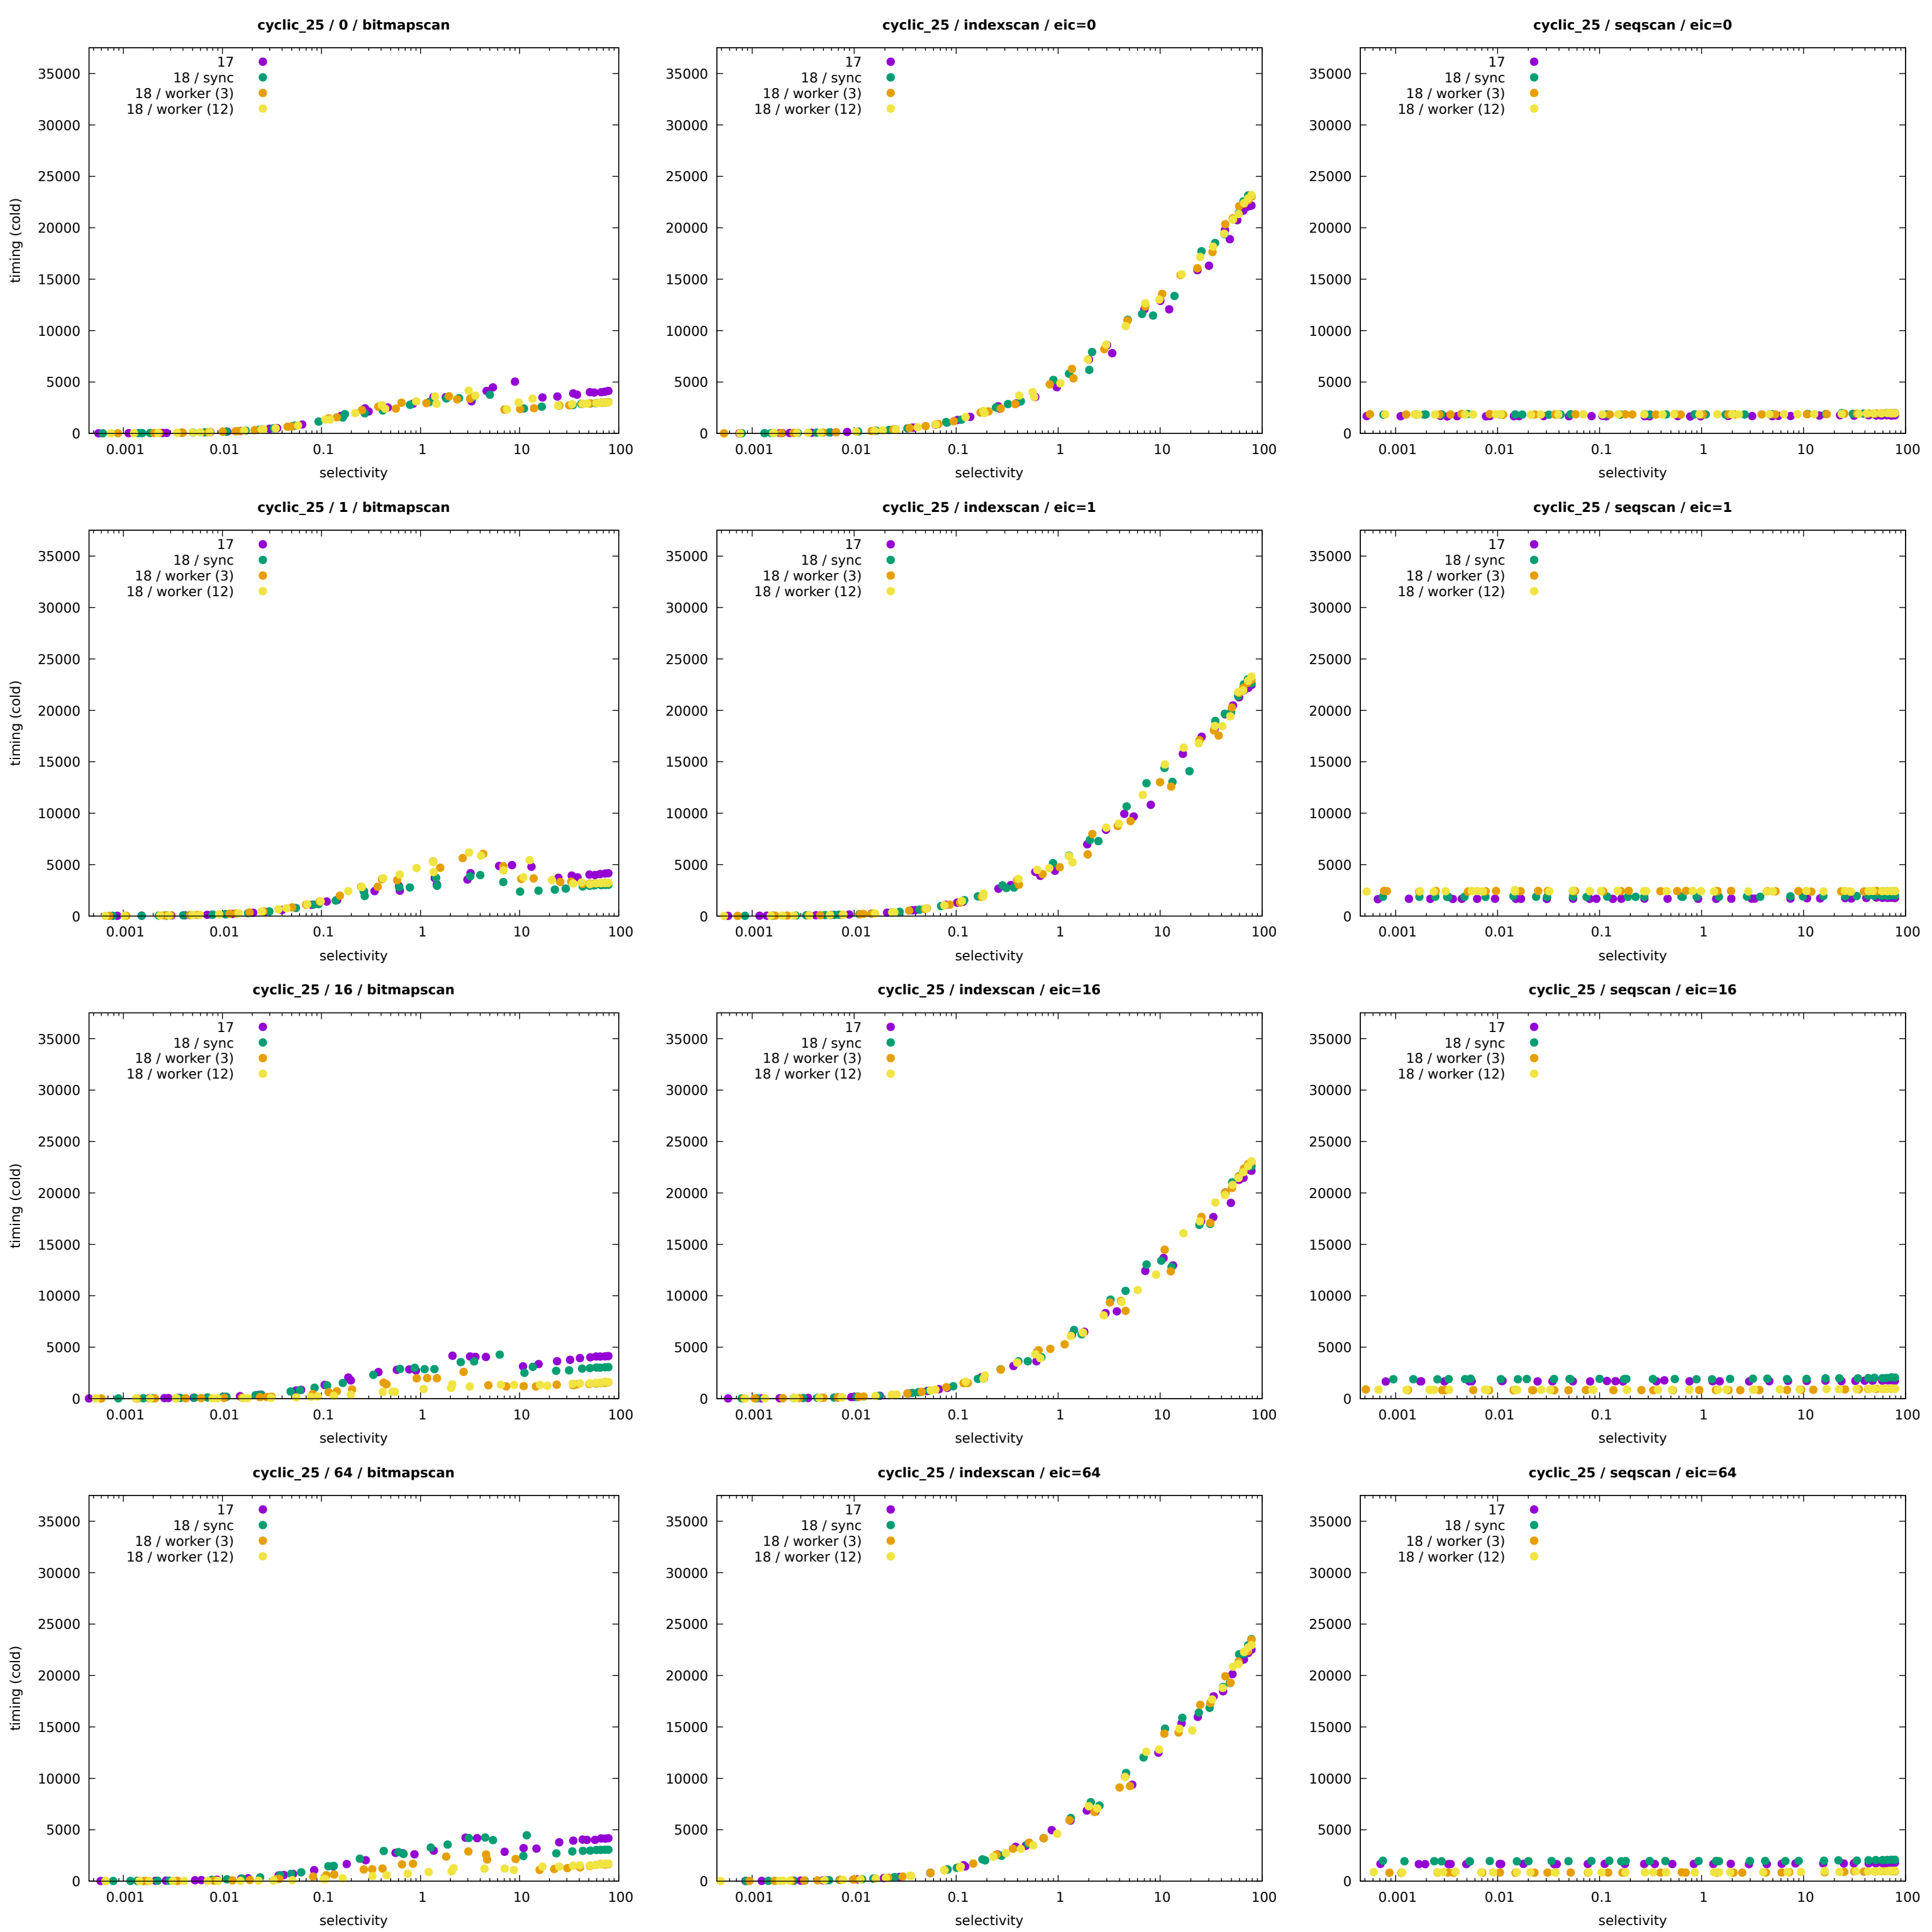 cyclic_25 / 0 / bitmapscan
35000
30000
25000
20000
15000
10000
5000
0
timing (cold)
17
18 / sync
18 / worker (3)
18 / worker (12)
0.001 0.01 0.1 1 10 100
selectivity
cyclic_25 / indexscan / eic=0
35000
30000
25000
20000
15000
10000
5000
0
17
18 / sync
18 / worker (3)
18 / worker (12)
0.001 0.01 0.1 1 10 100
selectivity
cyclic_25 / seqscan / eic=0
35000
30000
25000
20000
15000
10000
5000
0
17
18 / sync
18 / worker (3)
18 / worker (12)
0.001 0.01 0.1 1 10 100
selectivity
cyclic_25 / 1 / bitmapscan
35000
30000
25000
20000
15000
10000
5000
0
timing (cold)
17
18 / sync
18 / worker (3)
18 / worker (12)
0.001 0.01 0.1 1 10 100
selectivity
cyclic_25 / indexscan / eic=1
35000
30000
25000
20000
15000
10000
5000
0
17
18 / sync
18 / worker (3)
18 / worker (12)
0.001 0.01 0.1 1 10 100
selectivity
cyclic_25 / seqscan / eic=1
35000
30000
25000
20000
15000
10000
5000
0
17
18 / sync
18 / worker (3)
18 / worker (12)
0.001 0.01 0.1 1 10 100
selectivity
cyclic_25 / 16 / bitmapscan
35000
30000
25000
20000
15000
10000
5000
0
timing (cold)
17
18 / sync
18 / worker (3)
18 / worker (12)
0.001 0.01 0.1 1 10 100
selectivity
cyclic_25 / indexscan / eic=16
35000
30000
25000
20000
15000
10000
5000
0
17
18 / sync
18 / worker (3)
18 / worker (12)
0.001 0.01 0.1 1 10 100
selectivity
cyclic_25 / seqscan / eic=16
35000
30000
25000
20000
15000
10000
5000
0
17
18 / sync
18 / worker (3)
18 / worker (12)
0.001 0.01 0.1 1 10 100
selectivity
cyclic_25 / 64 / bitmapscan
35000
30000
25000
20000
15000
10000
5000
0
timing (cold)
17
18 / sync
18 / worker (3)
18 / worker (12)
0.001 0.01 0.1 1 10 100
selectivity
cyclic_25 / indexscan / eic=64
35000
30000
25000
20000
15000
10000
5000
0
17
18 / sync
18 / worker (3)
18 / worker (12)
0.001 0.01 0.1 1 10 100
selectivity
cyclic_25 / seqscan / eic=64
35000
30000
25000
20000
15000
10000
5000
0
17
18 / sync
18 / worker (3)
18 / worker (12)
0.001 0.01 0.1 1 10 100
selectivity